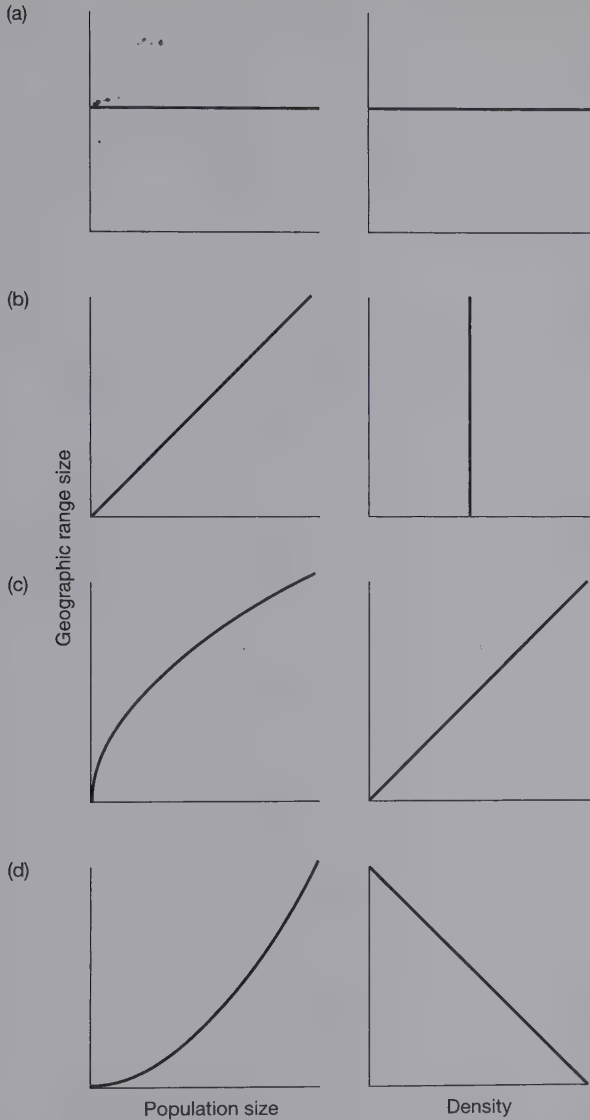 (a)
(b)
Geographic range size
(c)
(d)
Population size
Density